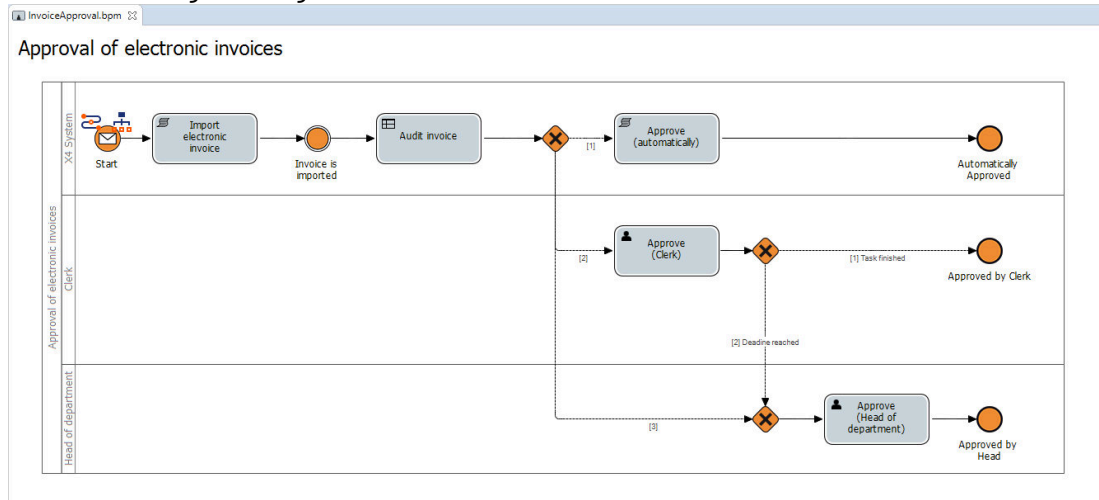 InvoiceApproval.bpm
Approval of electronic invoices
Approval of electronic invoices
X4 System
Start
Import
electronic
invoice
Invoice is
imported
Audit invoice
[1]
Approve
(automatically)
Automatically
Approved
Clerk
[2]
Approve
(Clerk)
[1] Task finished
Approved by Clerk
[2] Deadine reached
Head of department
[3]
Approve
(Head of
department)
Approved by
Head